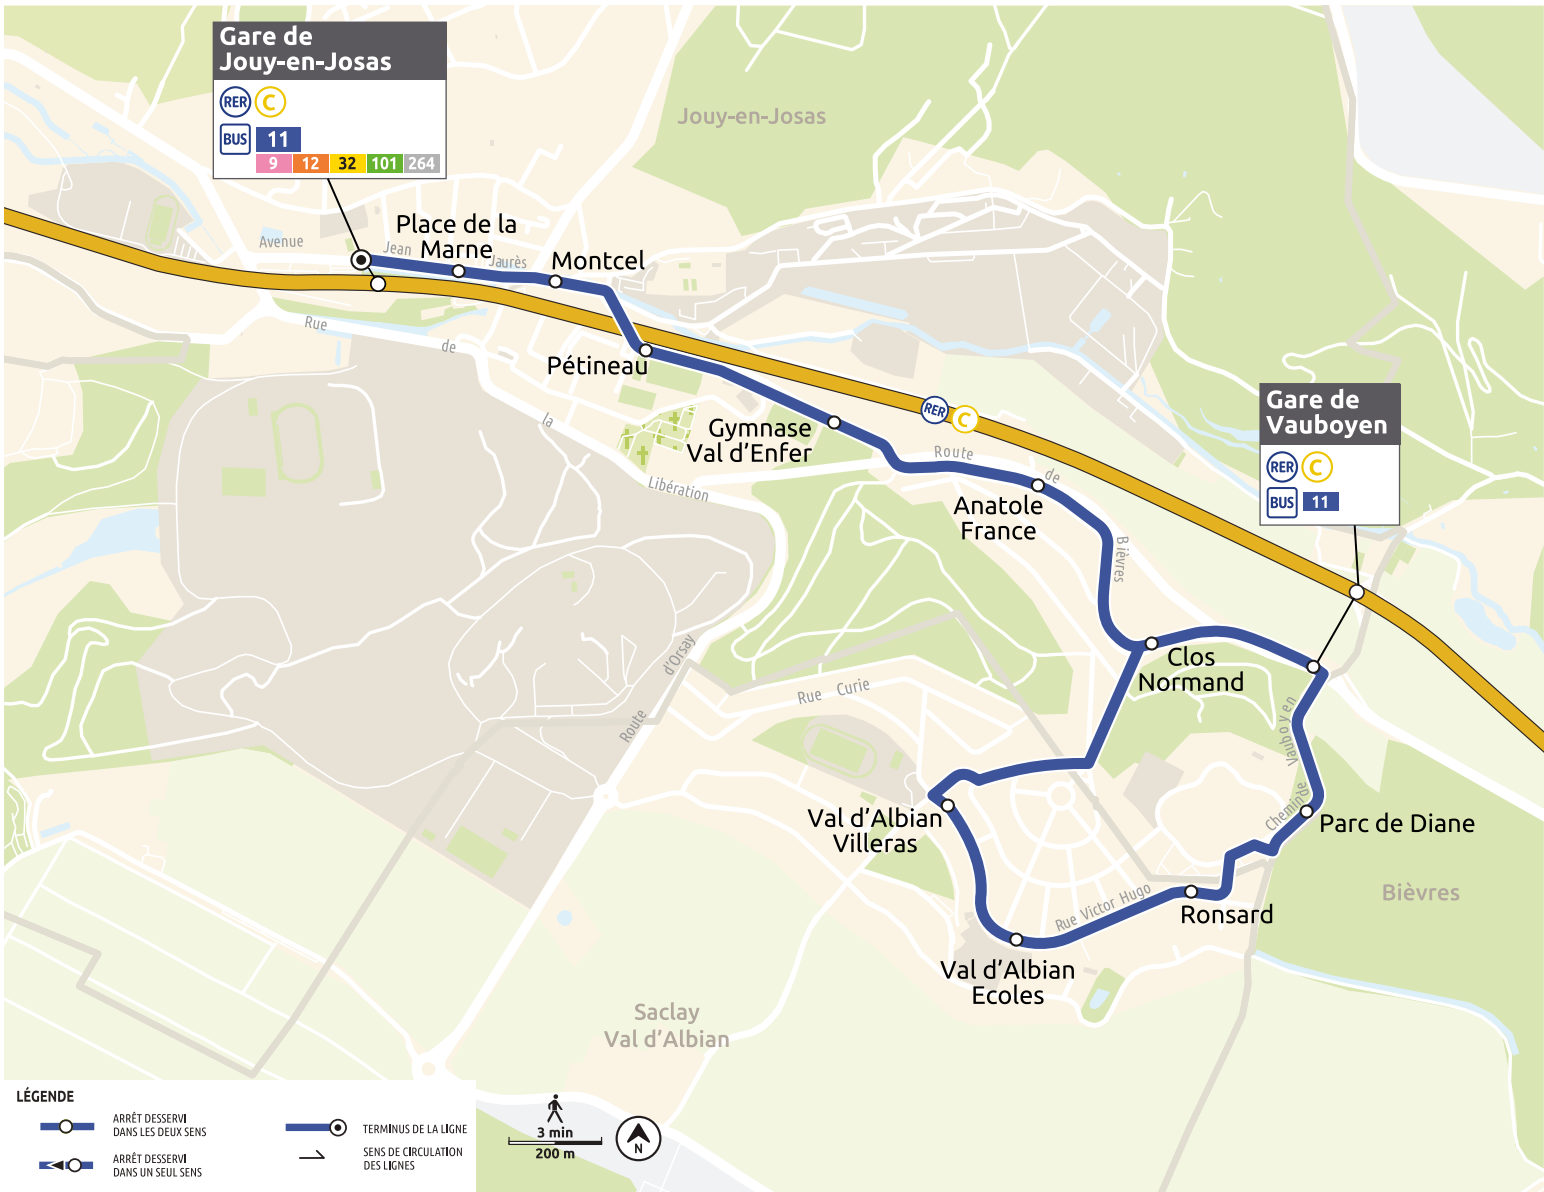 Gare de
Jouy-en-Josas
RER C
BUS 11
9 12 32 101 264
Jouy-en-Josas
Avenue Jean Jaurès
Place de la
Marne
Montcel
Pétineau
Rue de la Libération
Gymnase
Val d'Enfer
RER C
Route de Bièvres
Anatole
France
Gare de
Vauboyen
RER C
BUS 11
Clos
Normand
Route d'Orsay
Rue Curie
Chemin de Vauboyen
Val d'Albian
Villeras
Parc de Diane
Bièvres
Rue Victor Hugo
Ronsard
Val d'Albian
Ecoles
Saclay
Val d'Albian
LÉGENDE
ARRÊT DESSERVI
DANS LES DEUX SENS
ARRÊT DESSERVI
DANS UN SEUL SENS
TERMINUS DE LA LIGNE
SENS DE CIRCULATION
DES LIGNES
3 min
200 m
N